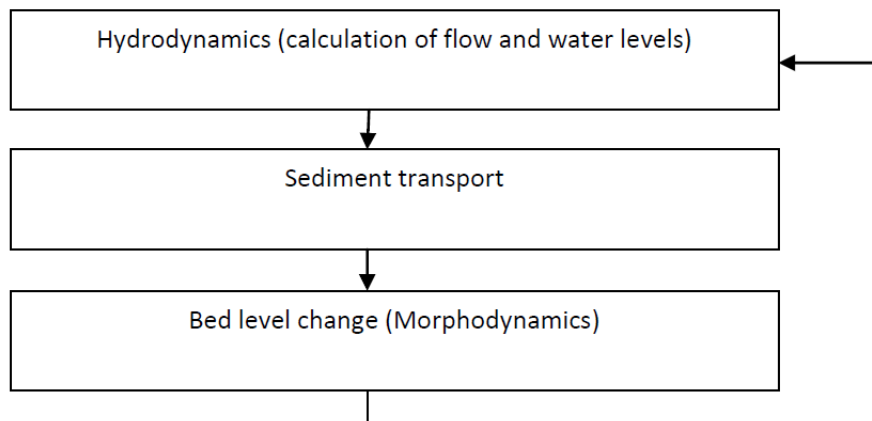 Hydrodynamics (calculation of flow and water levels)
Sediment transport
Bed level change (Morphodynamics)